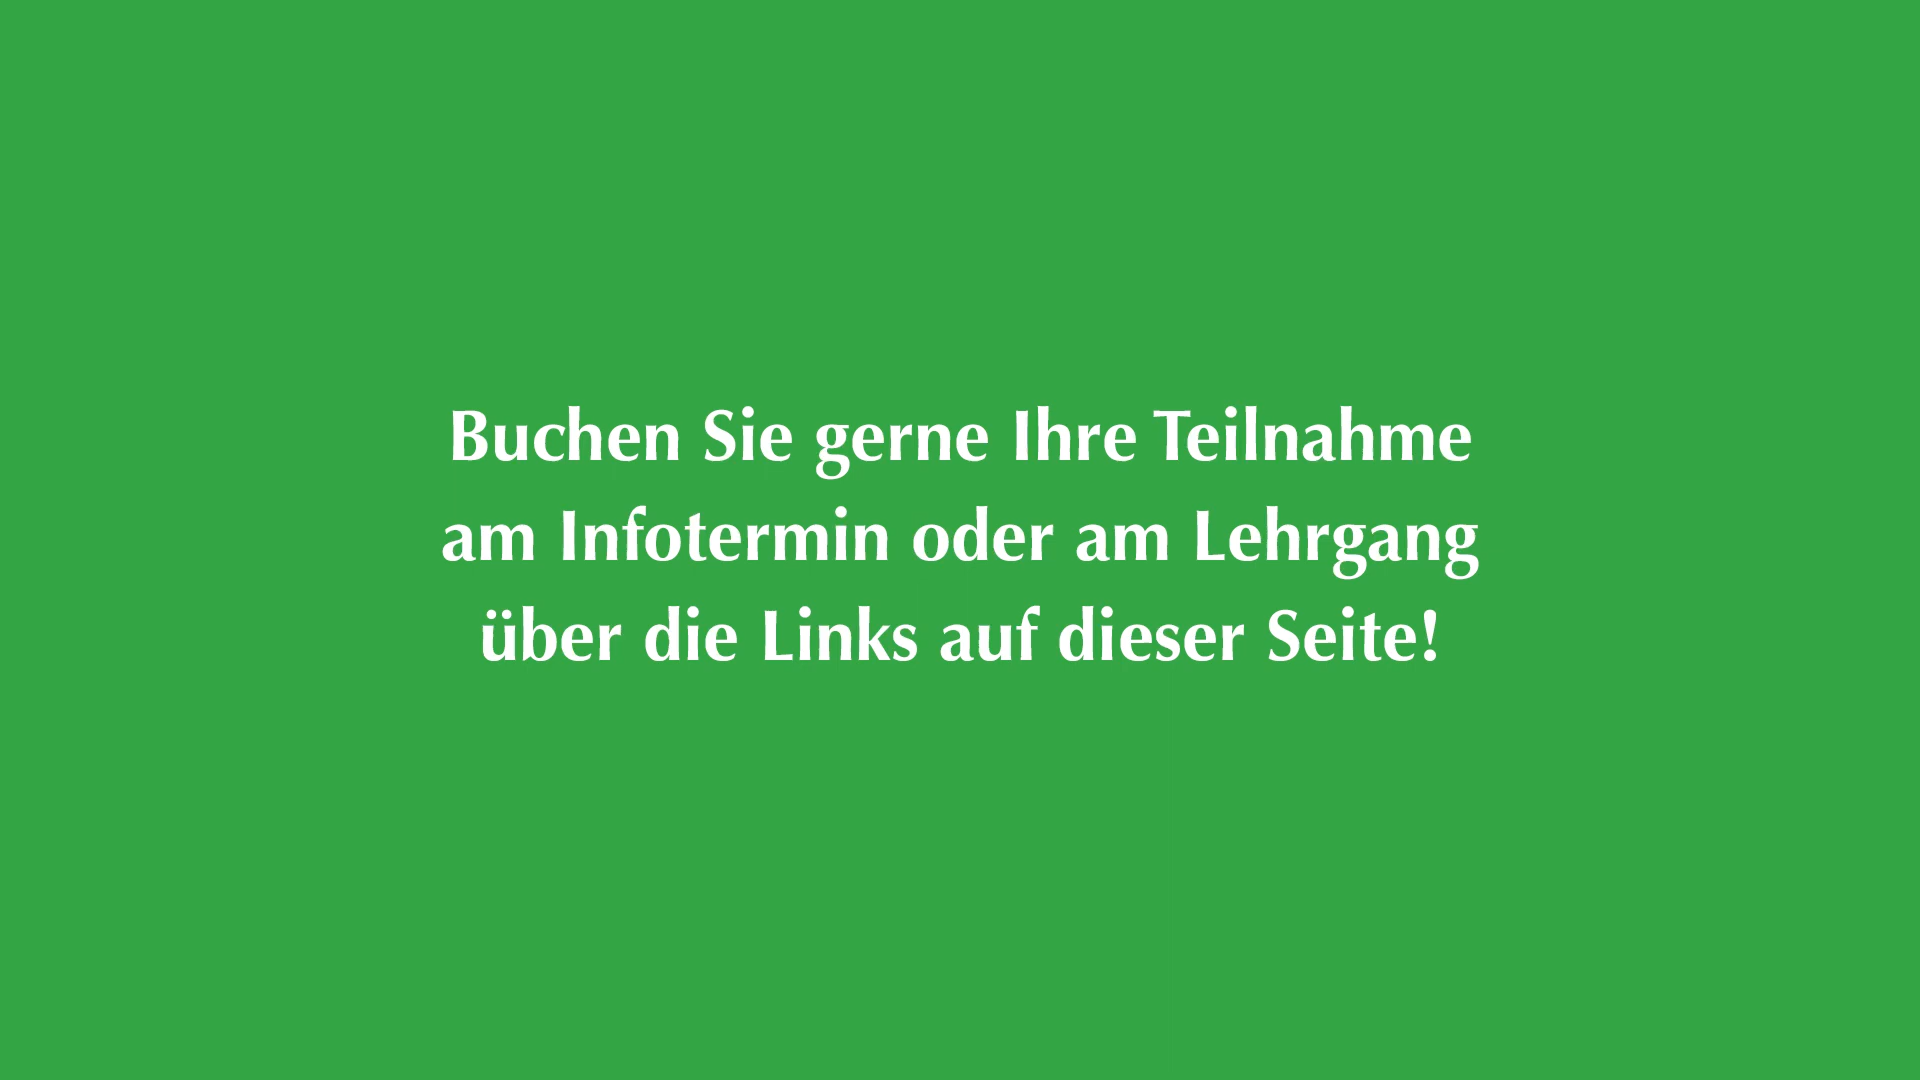 Buchen Sie gerne Ihre Teilnahme
am Infotermin oder am Lehrgang
über die Links auf dieser Seite!